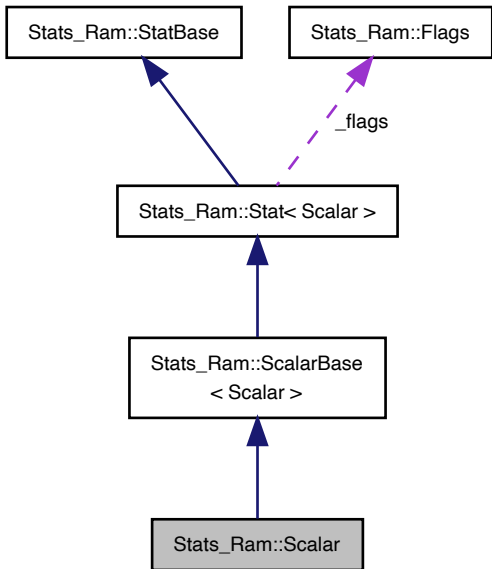 Stats_Ram::StatBase
Stats_Ram::Flags
_flags
Stats_Ram::Stat< Scalar >
Stats_Ram::ScalarBase
< Scalar >
Stats_Ram::Scalar